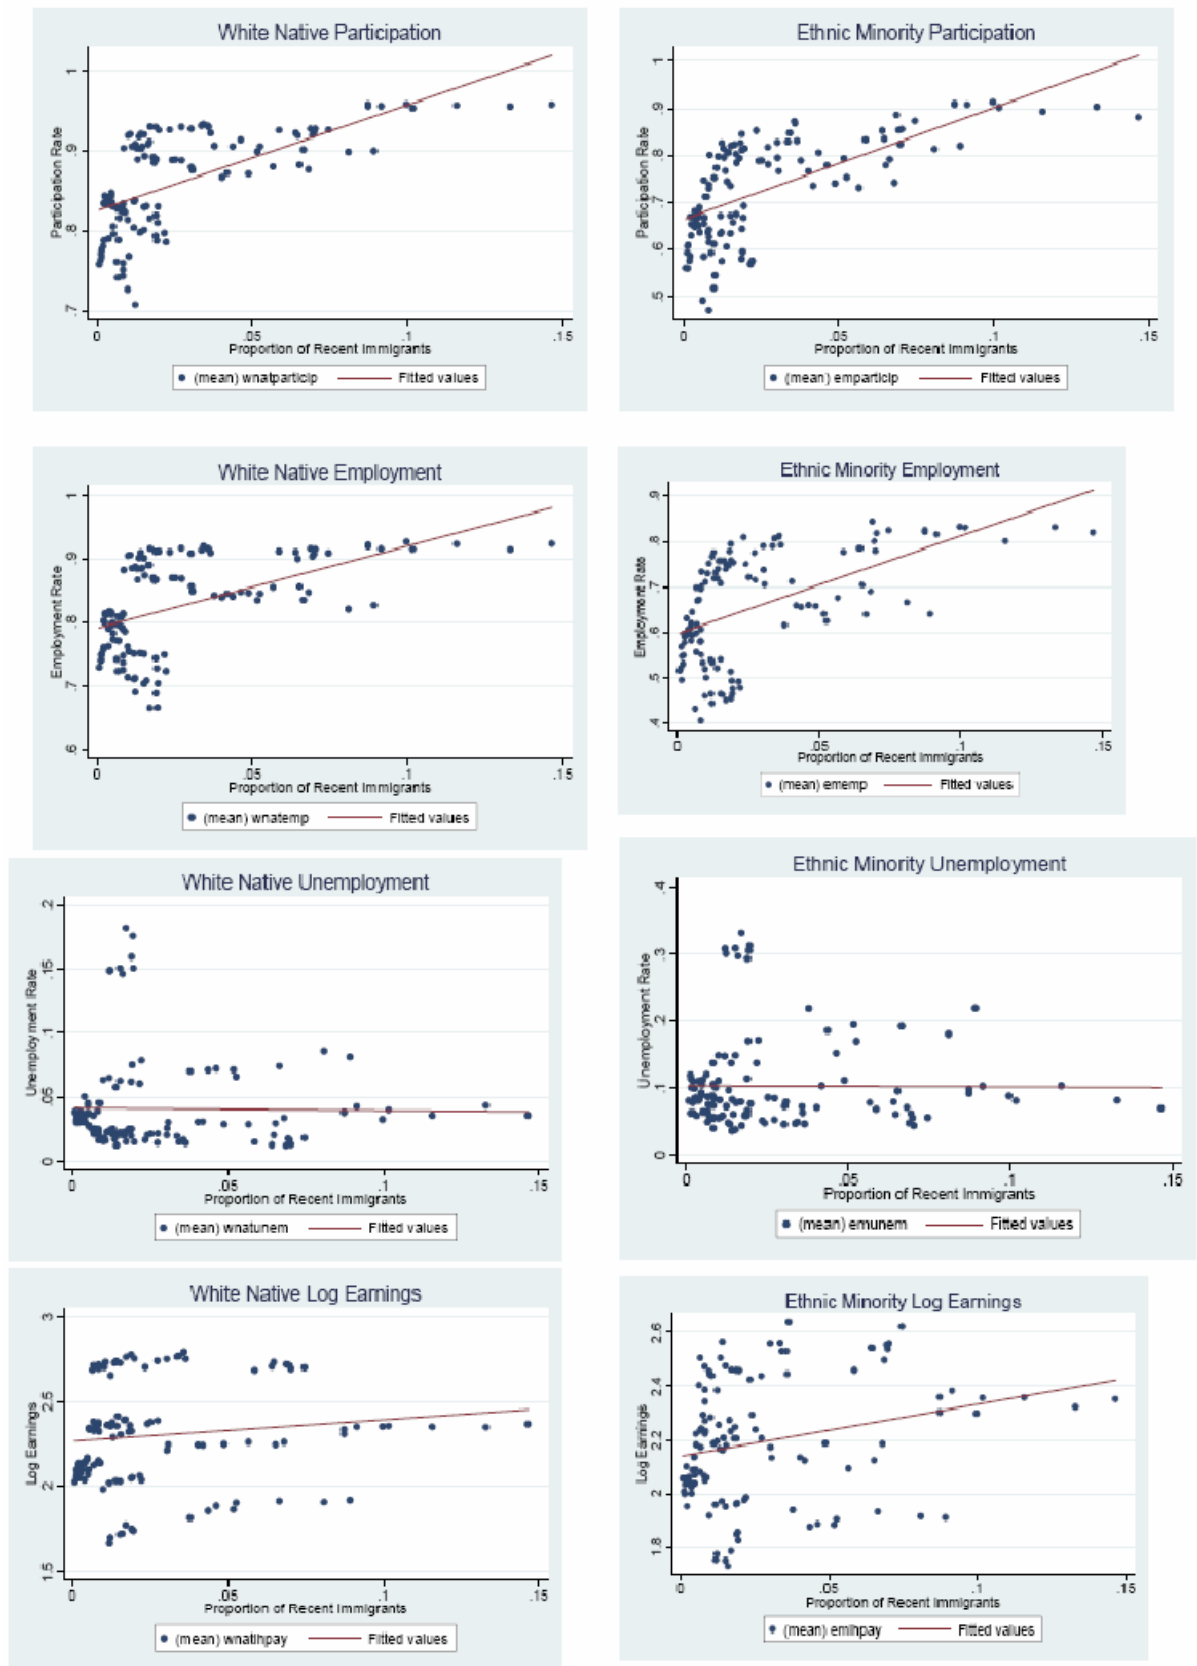 White Native Participation
Participation Rate
1
.9
.8
.7
0 .05 .1 .15
Proportion of Recent Immigrants
(mean) wnatparticip Fitted values
Ethnic Minority Participation
Participation Rate
1
.9
.8
.7
.6
.5
0 .05 .1 .15
Proportion of Recent Immigrants
(mean) emparticip Fitted values
White Native Employment
Employment Rate
1
.9
.8
.7
.6
0 .05 .1 .15
Proportion of Recent Immigrants
(mean) wnatemp Fitted values
Ethnic Minority Employment
Employment Rate
.9
.8
.7
.6
.5
.4
0 .05 .1 .15
Proportion of Recent Immigrants
(mean) ememp Fitted values
White Native Unemployment
Unemployment Rate
.2
.15
.1
.05
0
0 .05 .1 .15
Proportion of Recent Immigrants
(mean) wnatunem Fitted values
Ethnic Minority Unemployment
Unemployment Rate
.4
.3
.2
.1
0
0 .05 .1 .15
Proportion of Recent Immigrants
(mean) emunem Fitted values
White Native Log Earnings
Log Earnings
3
2.5
2
1.5
0 .05 .1 .15
Proportion of Recent Immigrants
(mean) wnatlhpay Fitted values
Ethnic Minority Log Earnings
Log Earnings
2.6
2.4
2.2
2
1.8
0 .05 .1 .15
Proportion of Recent Immigrants
(mean) emlhpay Fitted values